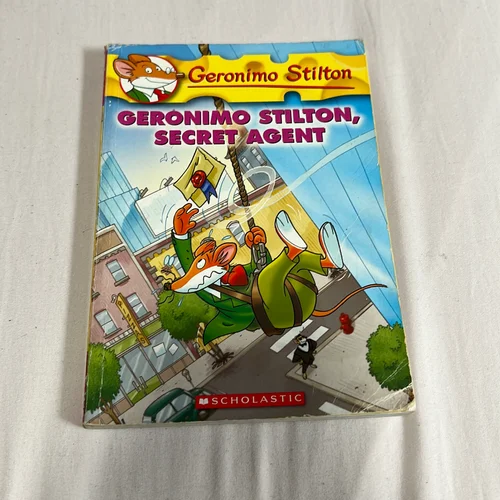 Geronimo Stilton
GERONIMO STILTON,
SECRET AGENT
SCHOLASTIC